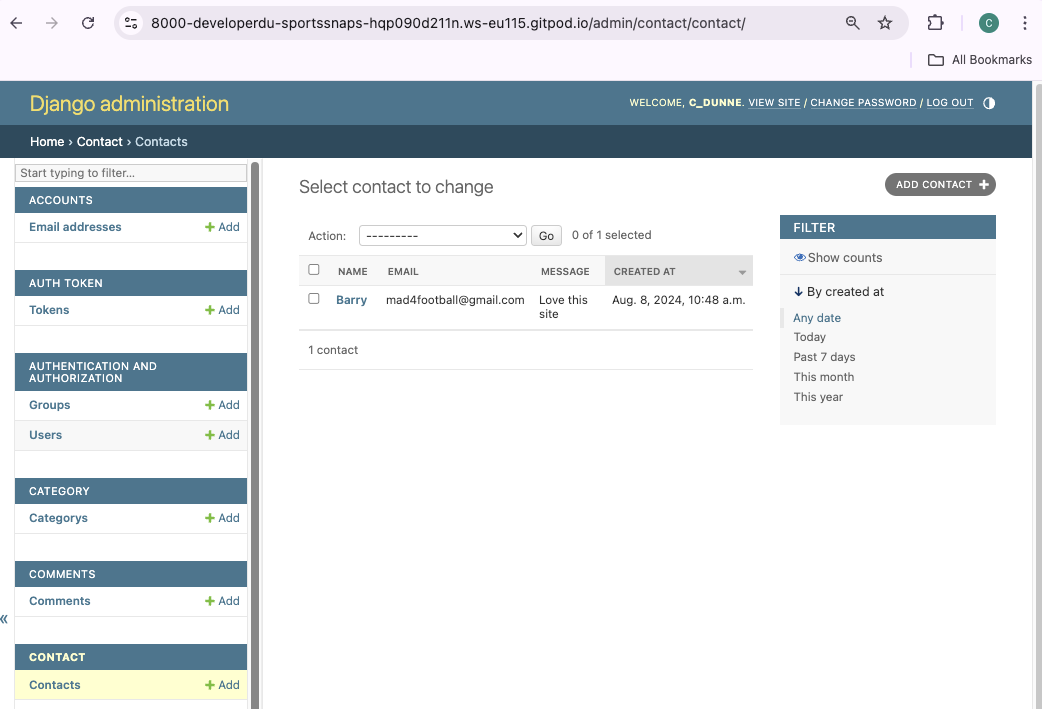 8000-developerdu-sportssnaps-hqp090d211n.ws-eu115.gitpod.io/admin/contact/contact/
C
All Bookmarks
Django administration
WELCOME, C_DUNNE. VIEW SITE / CHANGE PASSWORD / LOG OUT
Home › Contact › Contacts
Start typing to filter...
ACCOUNTS
Email addresses + Add
AUTH TOKEN
Tokens + Add
AUTHENTICATION AND
AUTHORIZATION
Groups + Add
Users + Add
CATEGORY
Categorys + Add
COMMENTS
Comments + Add
«
CONTACT
Contacts + Add
Select contact to change
ADD CONTACT +
Action: --------- Go 0 of 1 selected
NAME EMAIL MESSAGE CREATED AT
Barry mad4football@gmail.com Love this Aug. 8, 2024, 10:48 a.m.
site
1 contact
FILTER
Show counts
↓ By created at
Any date
Today
Past 7 days
This month
This year